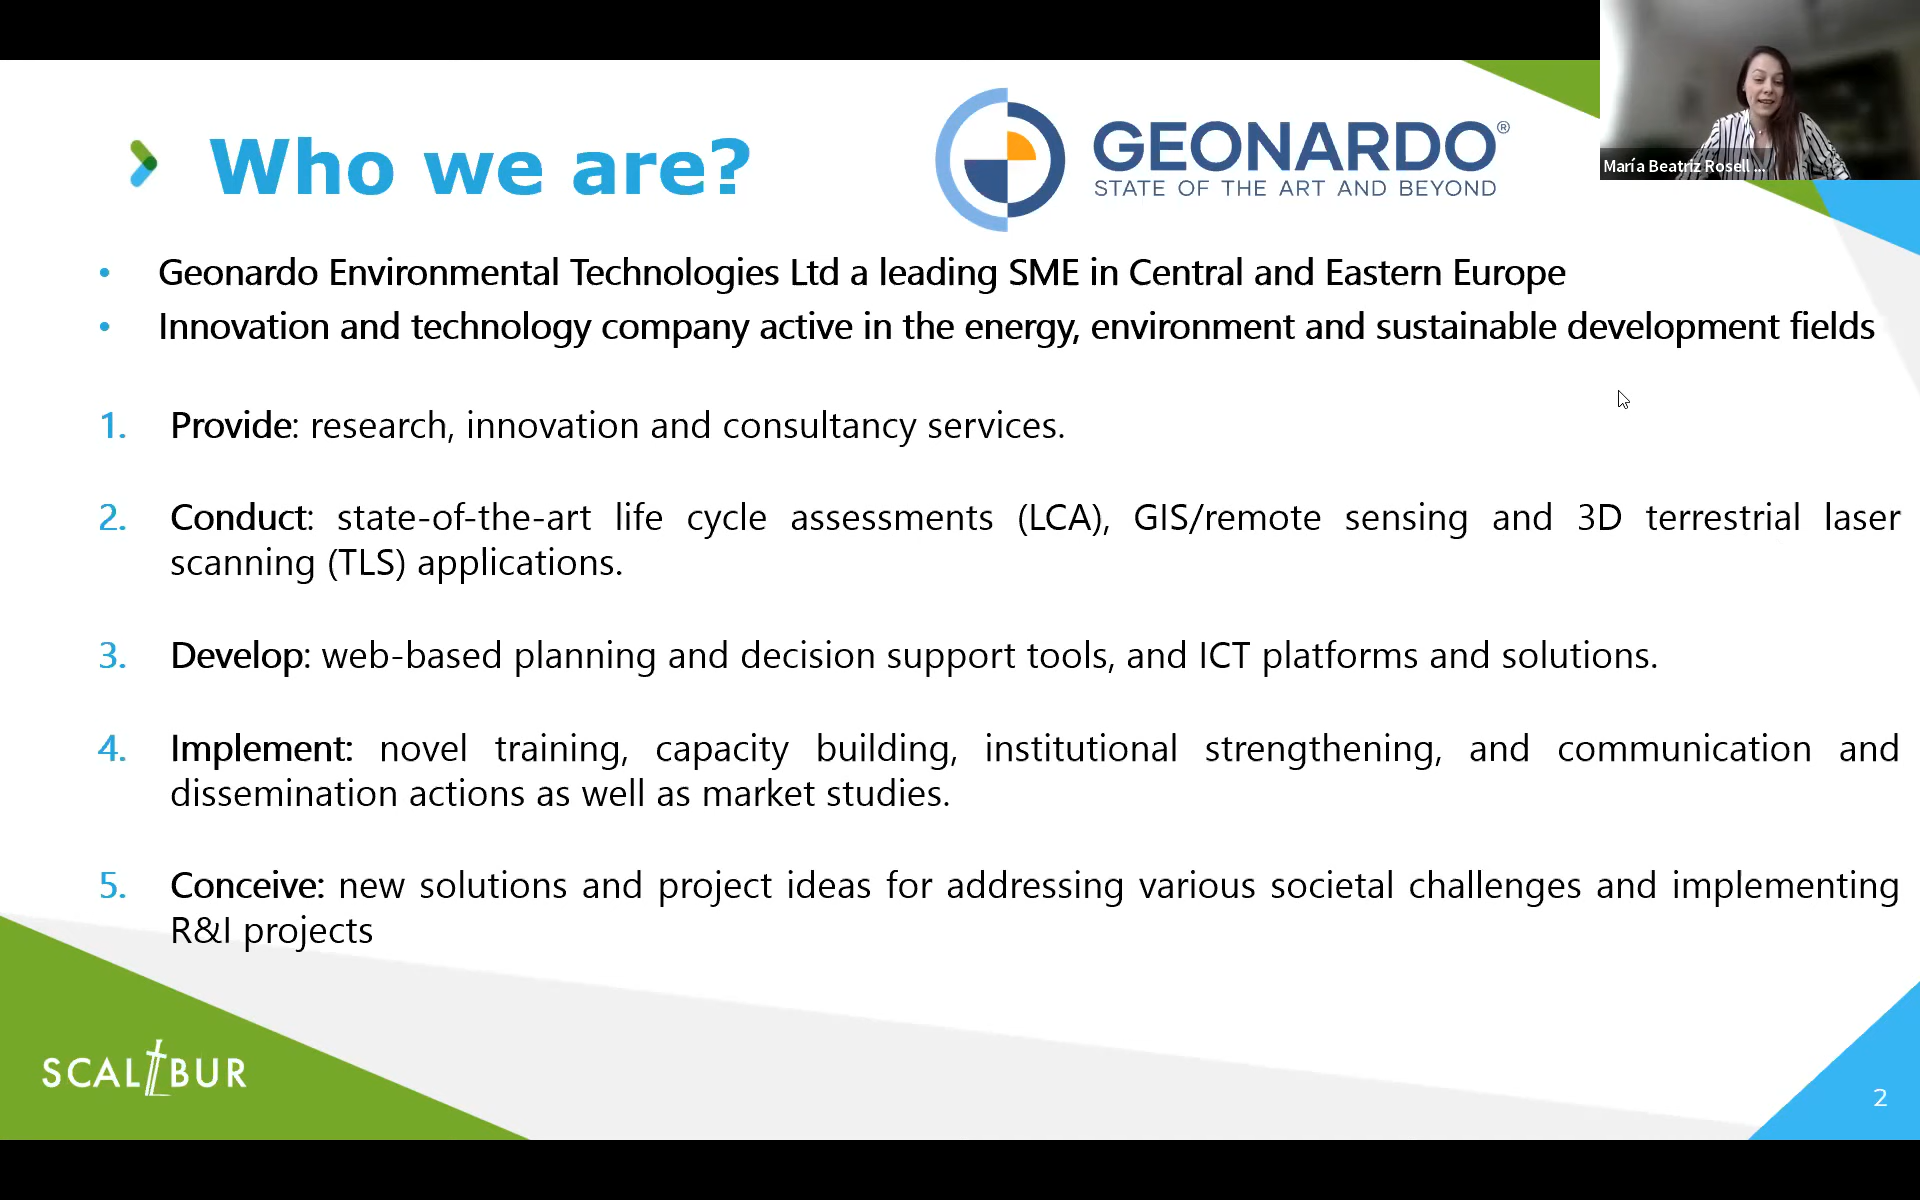 Who we are?
GEONARDO®
STATE OF THE ART AND BEYOND
María Beatriz Rosell ...
• Geonardo Environmental Technologies Ltd a leading SME in Central and Eastern Europe
• Innovation and technology company active in the energy, environment and sustainable development fields
1. Provide: research, innovation and consultancy services.
2. Conduct: state-of-the-art life cycle assessments (LCA), GIS/remote sensing and 3D terrestrial laser
scanning (TLS) applications.
3. Develop: web-based planning and decision support tools, and ICT platforms and solutions.
4. Implement: novel training, capacity building, institutional strengthening, and communication and
dissemination actions as well as market studies.
5. Conceive: new solutions and project ideas for addressing various societal challenges and implementing
R&I projects
SCALIBUR
2